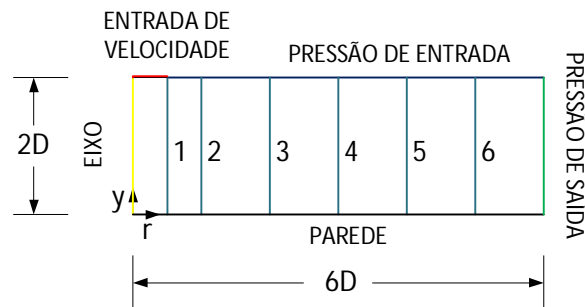 ENTRADA DE
VELOCIDADE
PRESSÃO DE ENTRADA
PRESSÃO DE SAÍDA
2D
EIXO
1
2
3
4
5
6
y
r
PAREDE
6D